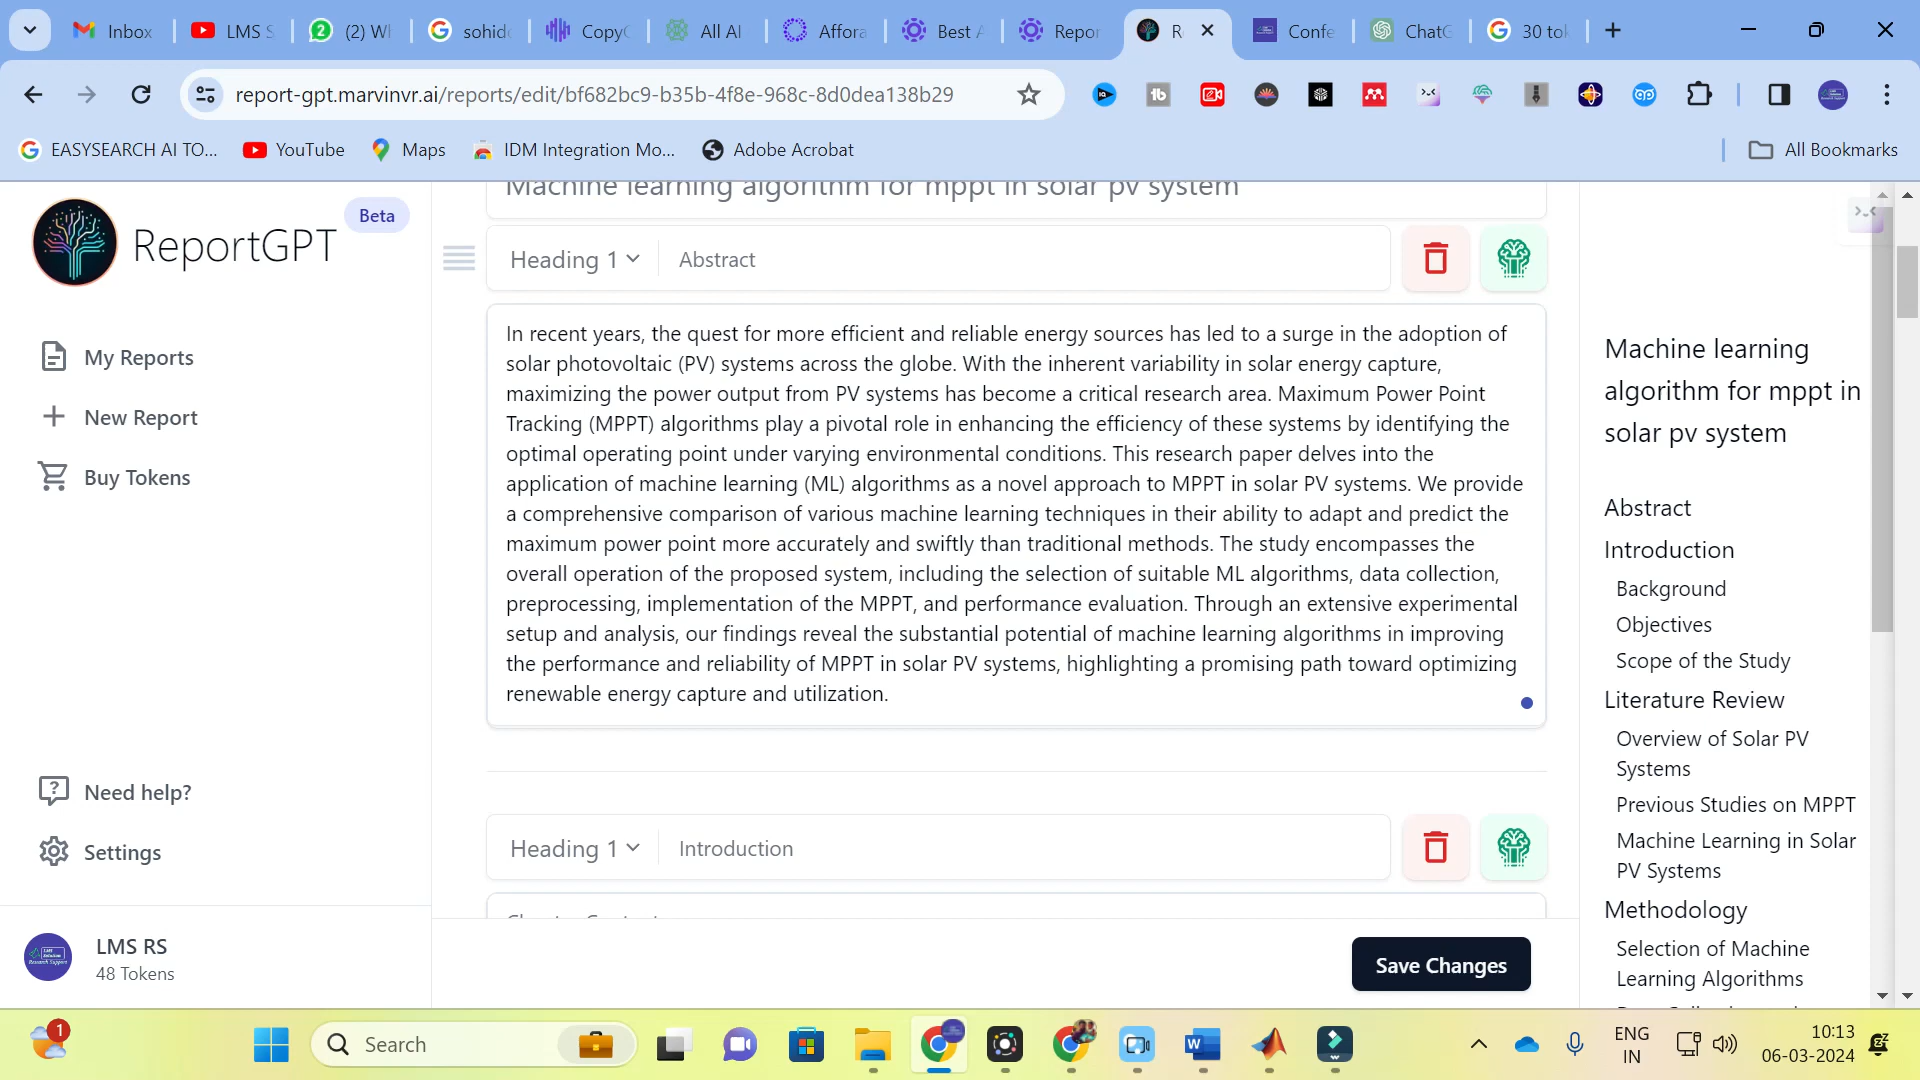 Inbox
LMS S
(2) Wh
sohid
Copy
All AI
Affora
Best A
Repor
Re
Confe
ChatG
30 tok
report-gpt.marvinvr.ai/reports/edit/bf682bc9-b35b-4f8e-968c-8d0dea138b29
EASYSEARCH AI TO...
YouTube
Maps
IDM Integration Mo...
Adobe Acrobat
All Bookmarks
ReportGPT
Beta
My Reports
New Report
Buy Tokens
Need help?
Settings
LMS RS
48 Tokens
Machine learning algorithm for mppt in solar pv system
Heading 1
Abstract
In recent years, the quest for more efficient and reliable energy sources has led to a surge in the adoption of
solar photovoltaic (PV) systems across the globe. With the inherent variability in solar energy capture,
maximizing the power output from PV systems has become a critical research area. Maximum Power Point
Tracking (MPPT) algorithms play a pivotal role in enhancing the efficiency of these systems by identifying the
optimal operating point under varying environmental conditions. This research paper delves into the
application of machine learning (ML) algorithms as a novel approach to MPPT in solar PV systems. We provide
a comprehensive comparison of various machine learning techniques in their ability to adapt and predict the
maximum power point more accurately and swiftly than traditional methods. The study encompasses the
overall operation of the proposed system, including the selection of suitable ML algorithms, data collection,
preprocessing, implementation of the MPPT, and performance evaluation. Through an extensive experimental
setup and analysis, our findings reveal the substantial potential of machine learning algorithms in improving
the performance and reliability of MPPT in solar PV systems, highlighting a promising path toward optimizing
renewable energy capture and utilization.
Heading 1
Introduction
Save Changes
Machine learning
algorithm for mppt in
solar pv system
Abstract
Introduction
Background
Objectives
Scope of the Study
Literature Review
Overview of Solar PV
Systems
Previous Studies on MPPT
Machine Learning in Solar
PV Systems
Methodology
Selection of Machine
Learning Algorithms
1
Search
ENG
IN
10:13
06-03-2024